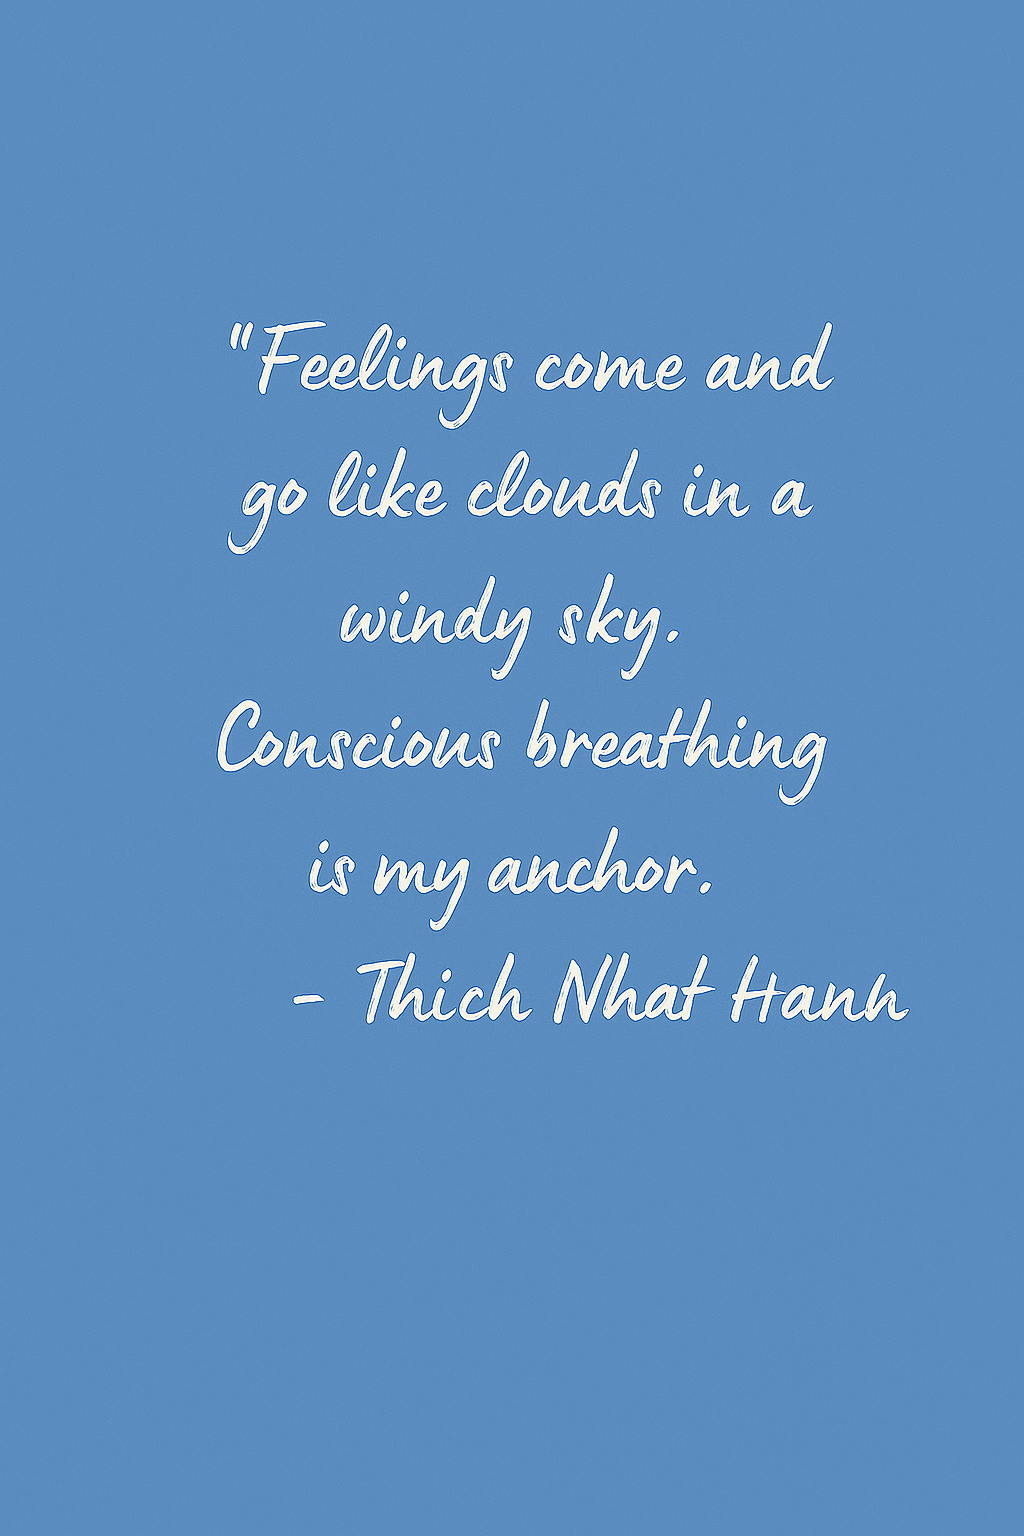 "Feelings come and
go like clouds in a
windy sky.
Conscious breathing
is my anchor.
- Thich Nhat Hanh